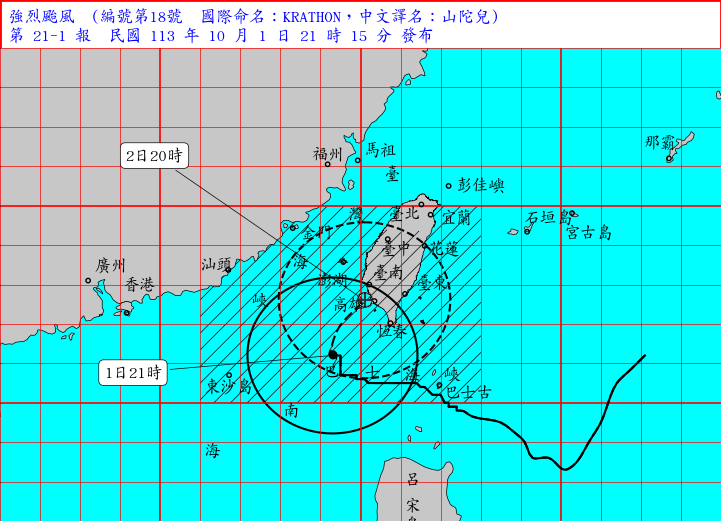 強烈颱風 (編號第18號 國際命名：KRATHON，中文譯名：山陀兒)
第 21-1 報 民國 113 年 10 月 1 日 21 時 15 分 發布
那霸
2日20時
福州
馬祖
臺
彭佳嶼
灣
臺北
宜蘭
石垣島
宮古島
金門
臺中
花蓮
海
廣州
汕頭
香港
澎湖
臺南
臺東
峽
高雄
恆春
1日21時
巴
士
海
峽
東沙島
巴士古
南
海
呂
宋
島